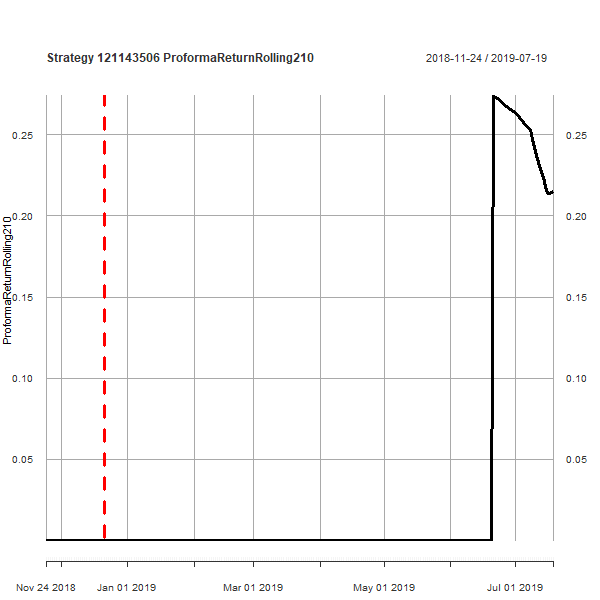 Strategy 121143506 ProformaReturnRolling210
2018-11-24 / 2019-07-19
ProformaReturnRolling210
0.25
0.20
0.15
0.10
0.05
0.25
0.20
0.15
0.10
0.05
Nov 24 2018 Jan 01 2019 Mar 01 2019 May 01 2019 Jul 01 2019